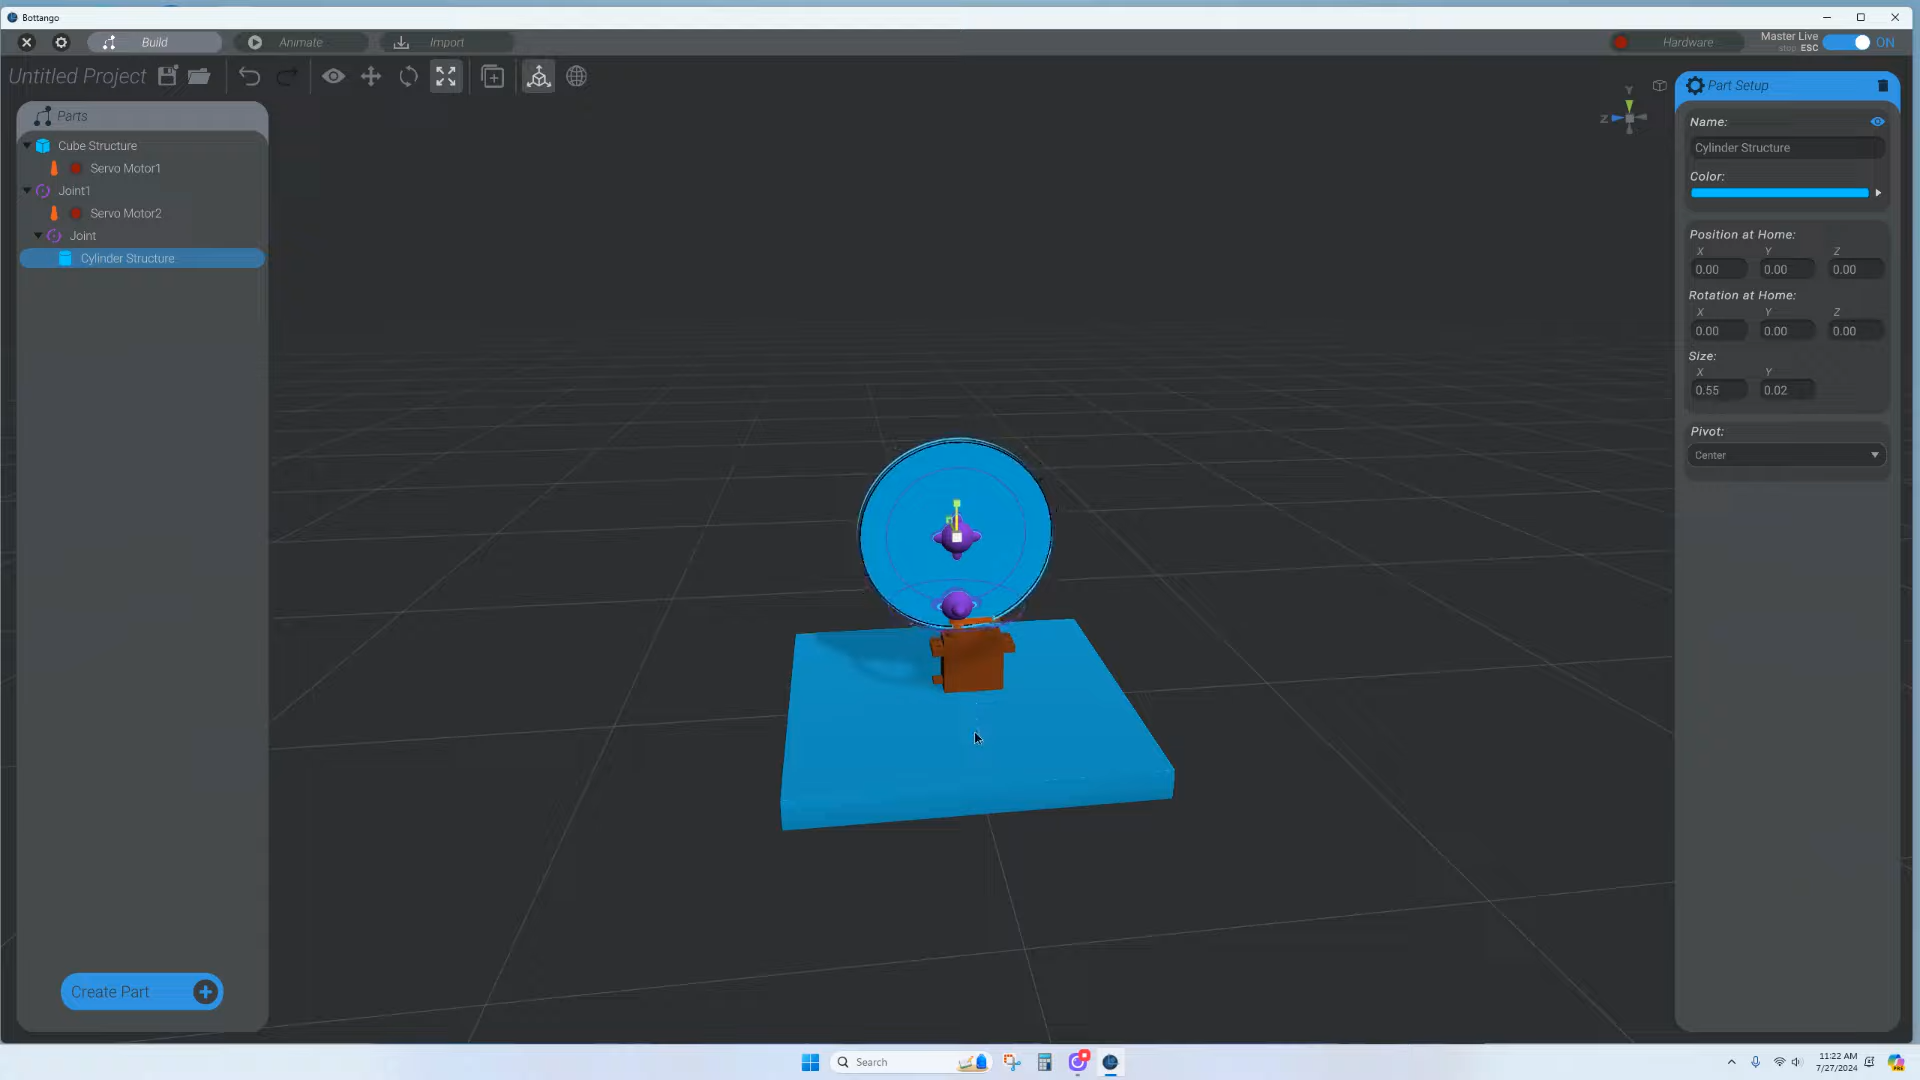 Bottango
Build
Animate
Import
Hardware
Master Live
stop ESC
ON
Untitled Project
Parts
Cube Structure
Servo Motor1
Joint1
Servo Motor2
Joint
Cylinder Structure
Create Part
Y
Z
Part Setup
Name:
Cylinder Structure
Color:
Position at Home:
X Y Z
0.00 0.00 0.00
Rotation at Home:
X Y Z
0.00 0.00 0.00
Size:
X Y
0.55 0.02
Pivot:
Center
Search
11:22 AM
7/27/2024